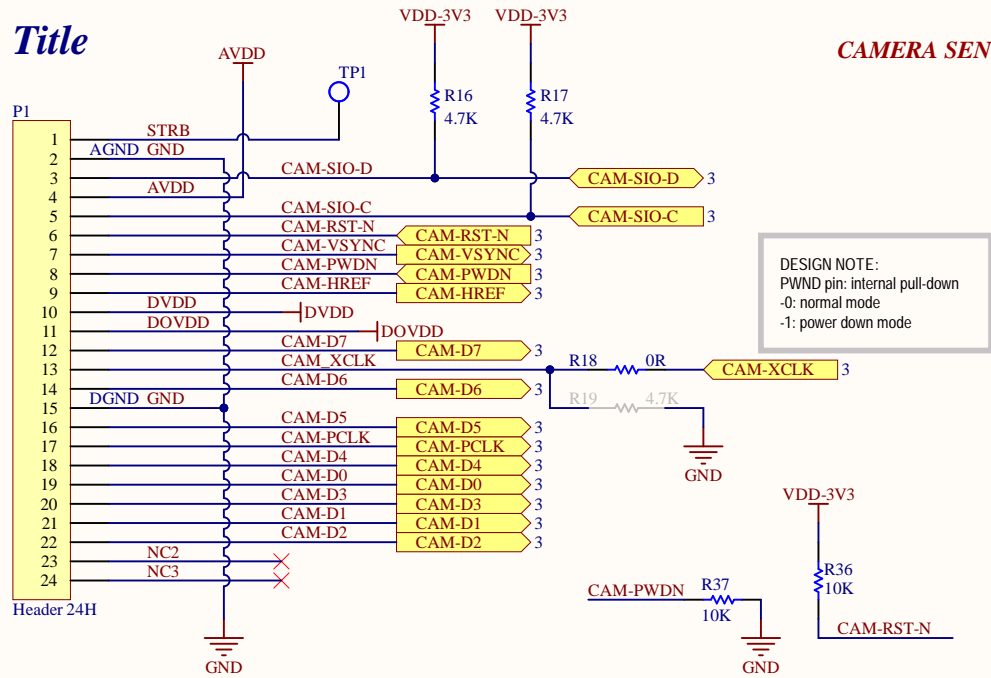 Title
CAMERA SEN
VDD-3V3 VDD-3V3
AVDD
TP1
R16 4.7K
R17 4.7K
P1
1 STRB
2 AGND GND
3 CAM-SIO-D CAM-SIO-D 3
4 AVDD
5 CAM-SIO-C CAM-SIO-C 3
6 CAM-RST-N CAM-RST-N 3
7 CAM-VSYNC CAM-VSYNC 3
8 CAM-PWDN CAM-PWDN 3
9 CAM-HREF CAM-HREF 3
10 DVDD DVDD
11 DOVDD DOVDD
12 CAM-D7 CAM-D7 3
13 CAM_XCLK R18 0R CAM-XCLK 3
14 CAM-D6 CAM-D6 3
15 DGND GND R19 4.7K
16 CAM-D5 CAM-D5 3
17 CAM-PCLK CAM-PCLK 3
18 CAM-D4 CAM-D4 3
19 CAM-D0 CAM-D0 3
20 CAM-D3 CAM-D3 3
21 CAM-D1 CAM-D1 3
22 CAM-D2 CAM-D2 3
23 NC2
24 NC3
Header 24H
GND
DESIGN NOTE:
PWND pin: internal pull-down
-0: normal mode
-1: power down mode
GND
VDD-3V3
R36
10K
CAM-RST-N
CAM-PWDN R37
10K
GND